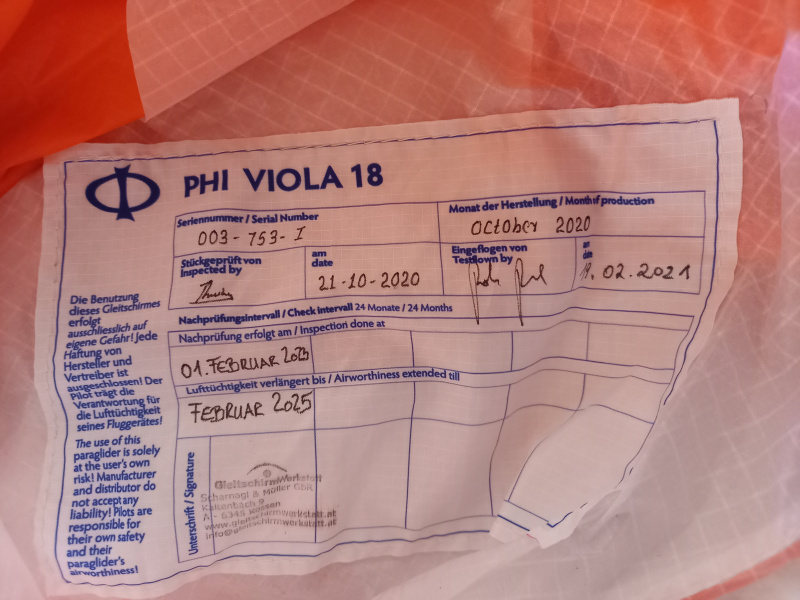 PHI VIOLA 18
Seriennummer / Serial Number
003-753-I
Monat der Herstellung / Month of production
October 2020
Stückgeprüft von
Inspected by
am
date
21-10-2020
Eingeflogen von
Testflown by
am
date
02.2021
Nachprüfungsintervall / Check intervall 24 Monate / 24 Months
Nachprüfung erfolgt am / Inspection done at
01. FEBRUAR 2023
Lufttüchtigkeit verlängert bis / Airworthiness extended till
FEBRUAR 2025
Unterschrift / Signature
Gleitschirmwerkstatt
Scharnagl & Müller GbR
Kaltenbach 9
A - 6345 Kössen
www.gleitschirmwerkstatt.at
info@gleitschirmwerkstatt.at
Die Benutzung
dieses Gleitschirmes
erfolgt
ausschliesslich auf
eigene Gefahr! Jede
Haftung von
Hersteller und
Vertreiber ist
ausgeschlossen! Der
Pilot trägt die
Verantwortung für
die Lufttüchtigkeit
seines Fluggerätes!
The use of this
paraglider is solely
at the user's own
risk! Manufacturer
and distributor do
not accept any
liability! Pilots are
responsible for
their own safety
and their
paraglider's
airworthiness!